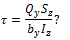 τ = Q_y S_z / b_y I_z ?